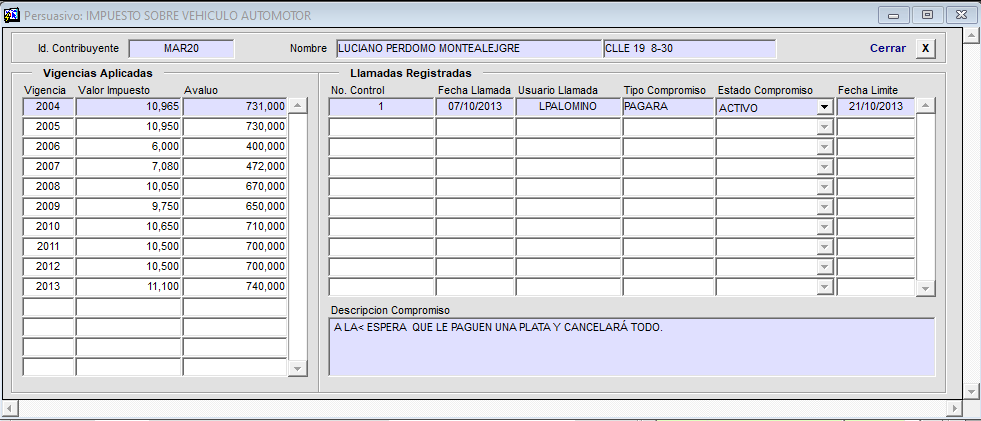 Persuasivo: IMPUESTO SOBRE VEHICULO AUTOMOTOR
Id. Contribuyente MAR20 Nombre LUCIANO PERDOMO MONTEALEJGRE CLLE 19 8-30 Cerrar X
Vigencias Aplicadas
Vigencia Valor Impuesto Avaluo
2004 10,965 731,000
2005 10,950 730,000
2006 6,000 400,000
2007 7,080 472,000
2008 10,050 670,000
2009 9,750 650,000
2010 10,650 710,000
2011 10,500 700,000
2012 10,500 700,000
2013 11,100 740,000
Llamadas Registradas
No. Control Fecha Llamada Usuario Llamada Tipo Compromiso Estado Compromiso Fecha Limite
1 07/10/2013 LPALOMINO PAGARA ACTIVO 21/10/2013
Descripcion Compromiso
A LA< ESPERA QUE LE PAGUEN UNA PLATA Y CANCELARÁ TODO.